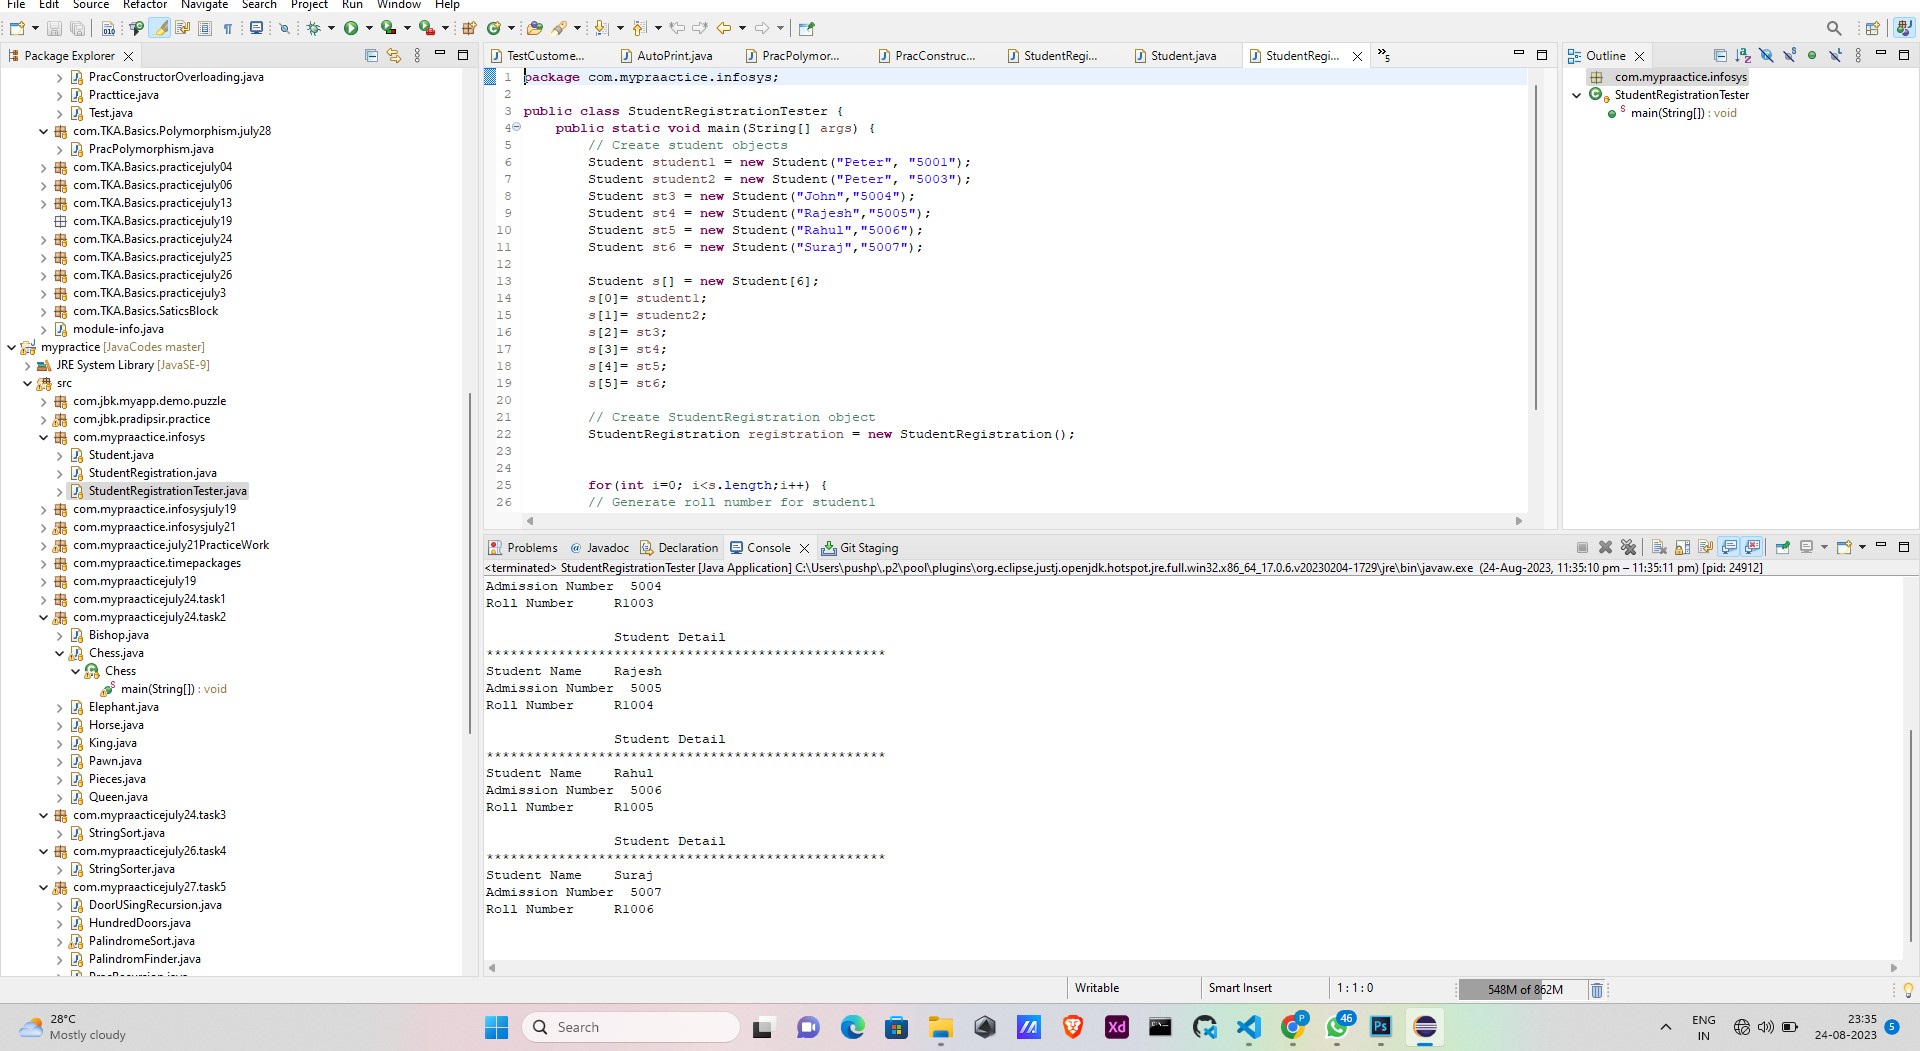 File Edit Source Refactor Navigate Search Project Run Window Help
Package Explorer
PracConstructorOverloading.java
Practtice.java
Test.java
com.TKA.Basics.Polymorphism.july28
PracPolymorphism.java
com.TKA.Basics.practicejuly04
com.TKA.Basics.practicejuly06
com.TKA.Basics.practicejuly13
com.TKA.Basics.practicejuly19
com.TKA.Basics.practicejuly24
com.TKA.Basics.practicejuly25
com.TKA.Basics.practicejuly26
com.TKA.Basics.practicejuly3
com.TKA.Basics.SaticsBlock
module-info.java
mypractice [JavaCodes master]
JRE System Library [JavaSE-9]
src
com.jbk.myapp.demo.puzzle
com.jbk.pradipsir.practice
com.mypraactice.infosys
Student.java
StudentRegistration.java
StudentRegistrationTester.java
com.mypraactice.infosysjuly19
com.mypraactice.infosysjuly21
com.mypraactice.july21PracticeWork
com.mypraactice.timepackages
com.mypraacticejuly19
com.mypraacticejuly24.task1
com.mypraacticejuly24.task2
Bishop.java
Chess.java
Chess
main(String[]) : void
Elephant.java
Horse.java
King.java
Pawn.java
Pieces.java
Queen.java
com.mypraacticejuly24.task3
StringSort.java
com.mypraacticejuly26.task4
StringSorter.java
com.mypraacticejuly27.task5
DoorUSingRecursion.java
HundredDoors.java
PalindromeSort.java
PalindromFinder.java
TestCustome... AutoPrint.java PracPolymor... PracConstruc... StudentRegi... Student.java StudentRegi... »5
1 package com.mypraactice.infosys;
2
3 public class StudentRegistrationTester {
4 public static void main(String[] args) {
5 // Create student objects
6 Student student1 = new Student("Peter", "5001");
7 Student student2 = new Student("Peter", "5003");
8 Student st3 = new Student("John","5004");
9 Student st4 = new Student("Rajesh","5005");
10 Student st5 = new Student("Rahul","5006");
11 Student st6 = new Student("Suraj","5007");
12
13 Student s[] = new Student[6];
14 s[0]= student1;
15 s[1]= student2;
16 s[2]= st3;
17 s[3]= st4;
18 s[4]= st5;
19 s[5]= st6;
20
21 // Create StudentRegistration object
22 StudentRegistration registration = new StudentRegistration();
23
24
25 for(int i=0; i<s.length;i++) {
26 // Generate roll number for student1
Outline
com.mypraactice.infosys
StudentRegistrationTester
main(String[]) : void
Problems @ Javadoc Declaration Console Git Staging
<terminated> StudentRegistrationTester [Java Application] C:\Users\pushp\.p2\pool\plugins\org.eclipse.justj.openjdk.hotspot.jre.full.win32.x86_64_17.0.6.v20230204-1729\jre\bin\javaw.exe (24-Aug-2023, 11:35:10 pm – 11:35:11 pm) [pid: 24912]
Admission Number 5004
Roll Number R1003
Student Detail
**************************************************
Student Name Rajesh
Admission Number 5005
Roll Number R1004
Student Detail
**************************************************
Student Name Rahul
Admission Number 5006
Roll Number R1005
Student Detail
**************************************************
Student Name Suraj
Admission Number 5007
Roll Number R1006
Writable Smart Insert 1 : 1 : 0 548M of 862M
28°C
Mostly cloudy
Search
Xd
P
46
Ps
ENG
IN
23:35
24-08-2023
5